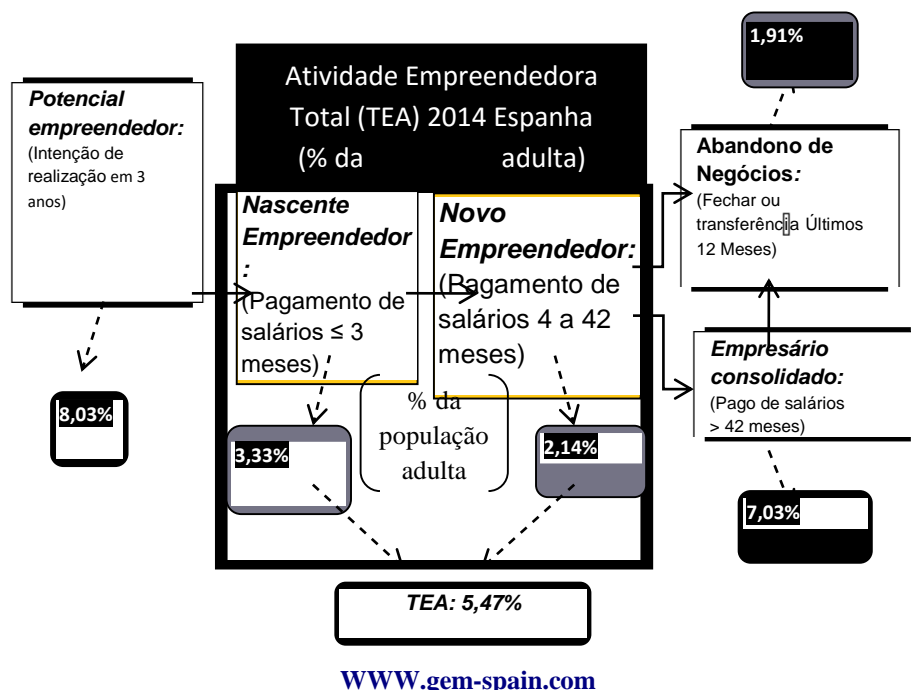 1,91%
Atividade Empreendedora
Total (TEA) 2014 Espanha
(% da adulta)
Potencial
empreendedor:
(Intenção de
realização em 3
anos)
Nascente
Empreendedor
:
(Pagamento de
salários ≤ 3
meses)
Novo
Empreendedor:
(Pagamento de
salários 4 a 42
meses)
Abandono de
Negócios:
(Fechar ou
transferência Últimos
12 Meses)
Empresário
consolidado:
(Pago de salários
> 42 meses)
8,03%
3,33%
% da
população
adulta
2,14%
7,03%
TEA: 5,47%
WWW.gem-spain.com